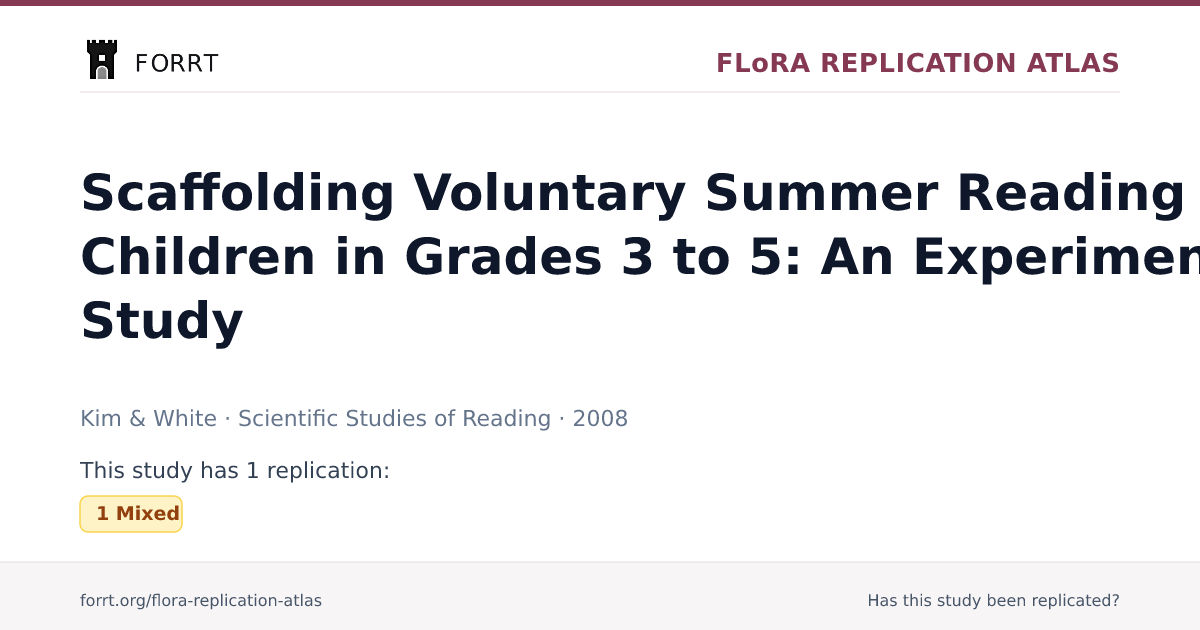 FORRT
FLoRA REPLICATION ATLAS
Scaffolding Voluntary Summer Reading
Children in Grades 3 to 5: An Experimen
Study
Kim & White · Scientific Studies of Reading · 2008
This study has 1 replication:
1 Mixed
forrt.org/flora-replication-atlas
Has this study been replicated?